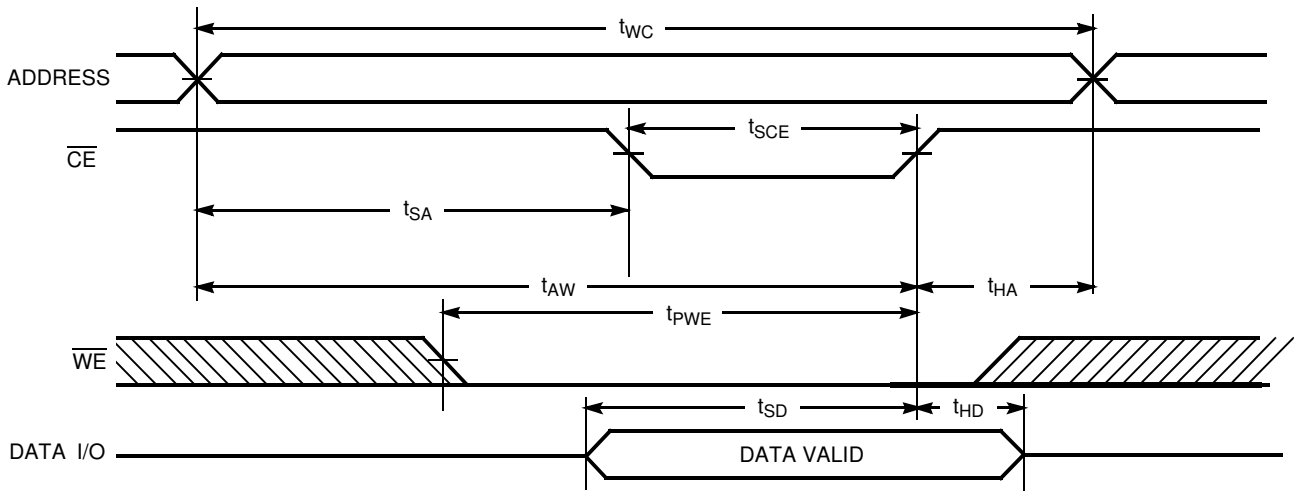 tWC
ADDRESS
tSCE
CE
tSA
tAW
tHA
tPWE
WE
tSD
tHD
DATA I/O
DATA VALID